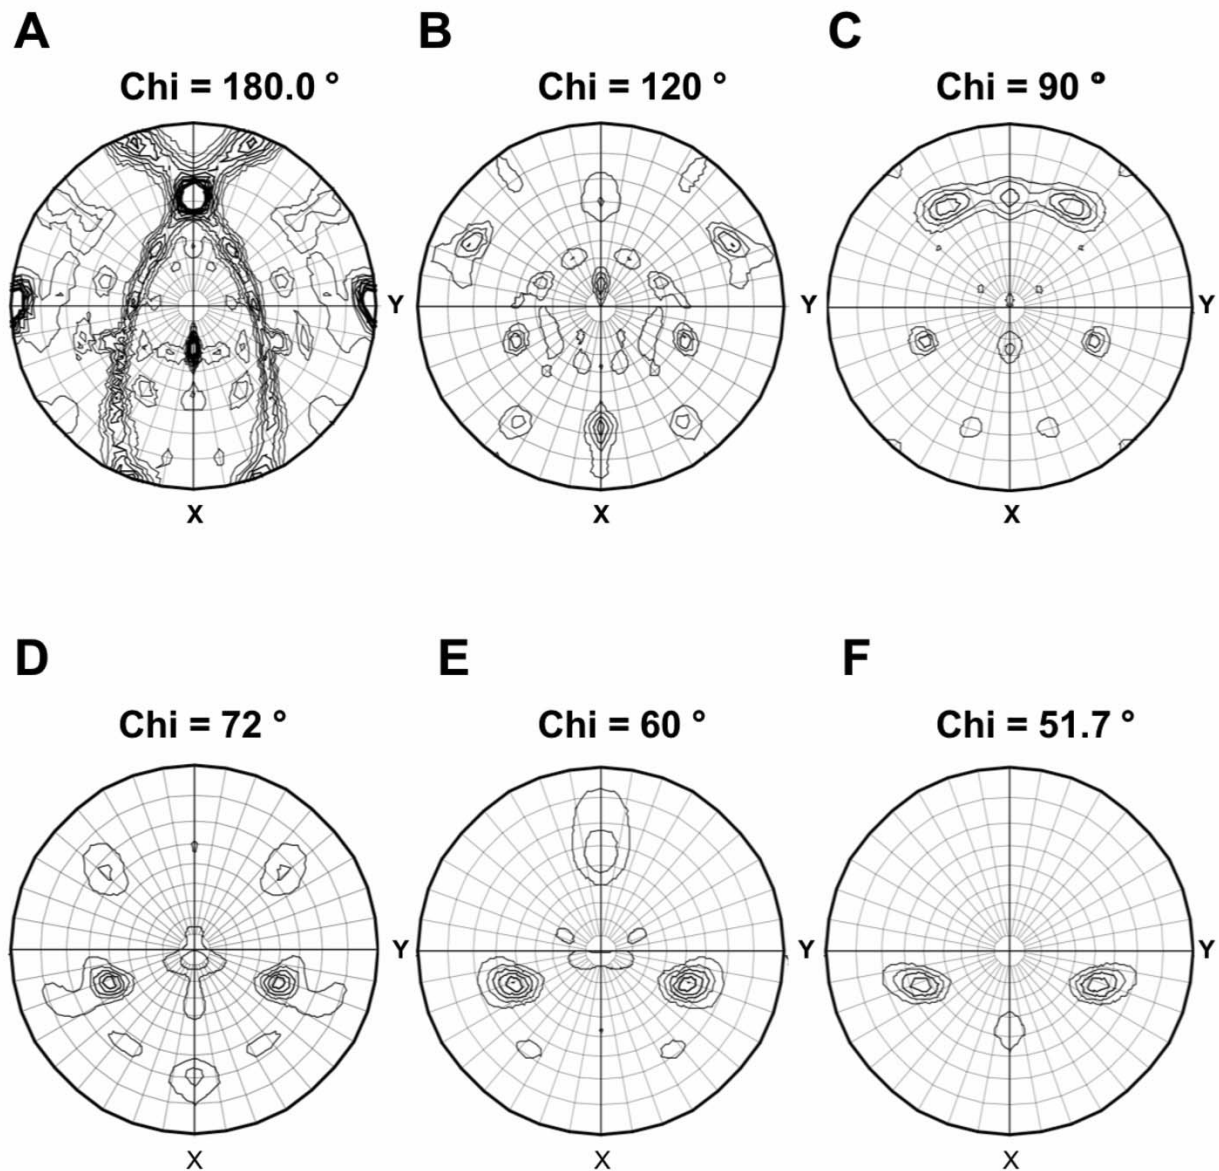 A
B
C
Chi = 180.0 °
Chi = 120 °
Chi = 90 °
Y
Y
Y
X
X
X
D
E
F
Chi = 72 °
Chi = 60 °
Chi = 51.7 °
Y
Y
Y
X
X
X